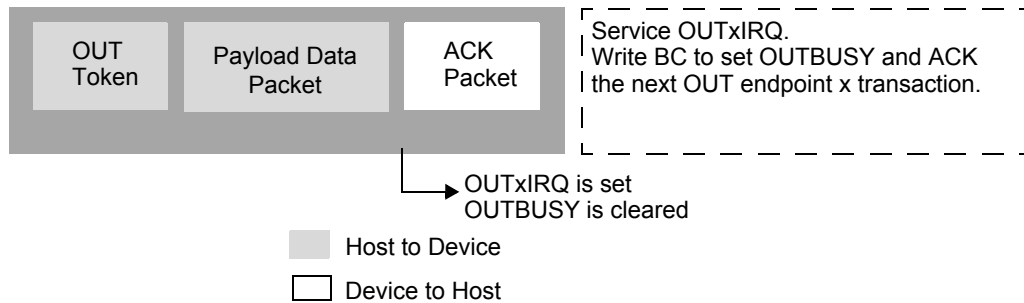 OUT
Token
Payload Data
Packet
ACK
Packet
Service OUTxIRQ.
Write BC to set OUTBUSY and ACK
the next OUT endpoint x transaction.
OUTxIRQ is set
OUTBUSY is cleared
Host to Device
Device to Host